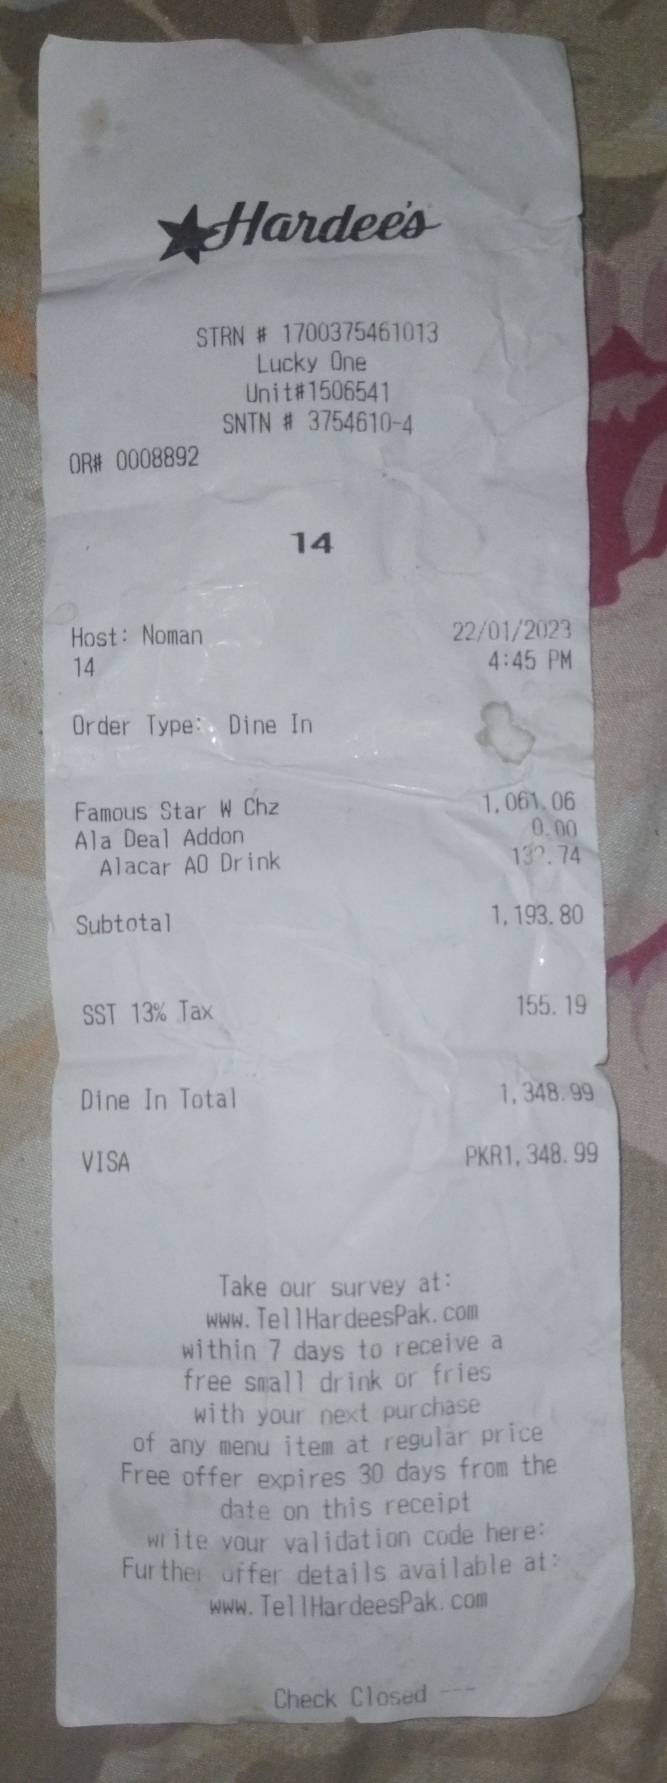 Hardee's
STRN # 1700375461013
Lucky One
Unit#1506541
SNTN # 3754610-4
OR# 0008892
14
Host: Noman 22/01/2023
14 4:45 PM
Order Type: Dine In
Famous Star W Chz 1,061.06
Ala Deal Addon 0.00
Alacar AO Drink
Subtotal 1,193.80
SST 13% Tax 155.19
Dine In Total 1,348.99
VISA PKR1,348.99
Take our survey at:
www.TellHardeesPak.com
within 7 days to receive a
free small drink or fries
with your next purchase
of any menu item at regular price
Free offer expires 30 days from the
date on this receipt
write your validation code here:
Further offer details available at:
www.TellHardeesPak.com
Check Closed ---